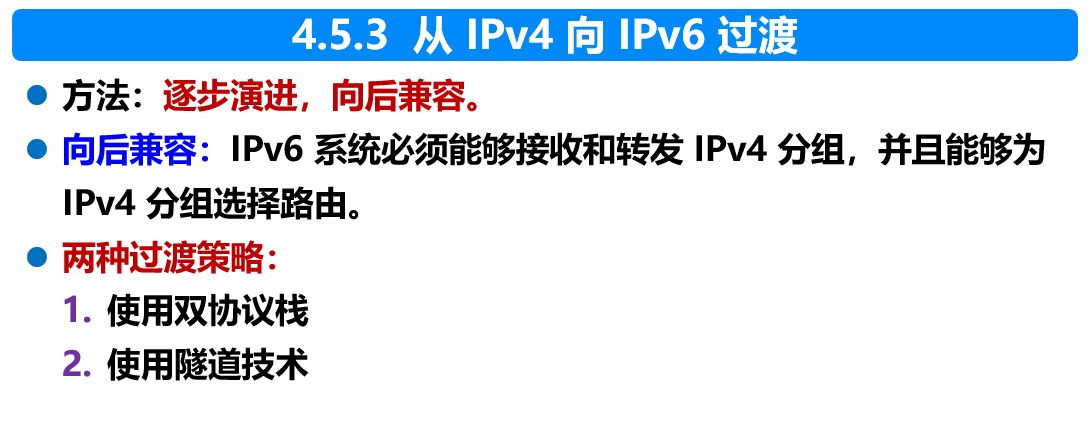 4.5.3 从 IPv4 向 IPv6 过渡
方法：逐步演进，向后兼容。
向后兼容：IPv6 系统必须能够接收和转发 IPv4 分组，并且能够为
IPv4 分组选择路由。
两种过渡策略：
1. 使用双协议栈
2. 使用隧道技术